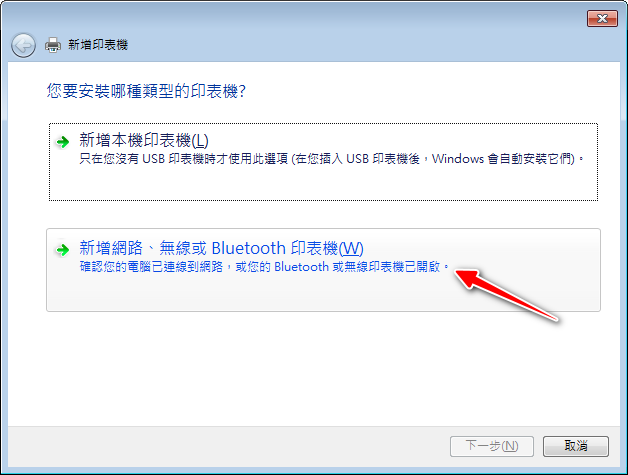 新增印表機
您要安裝哪種類型的印表機?
新增本機印表機(L)
只在您沒有 USB 印表機時才使用此選項 (在您插入 USB 印表機後，Windows 會自動安裝它們)。
新增網路、無線或 Bluetooth 印表機(W)
確認您的電腦已連線到網路，或您的 Bluetooth 或無線印表機已開啟。
下一步(N)
取消